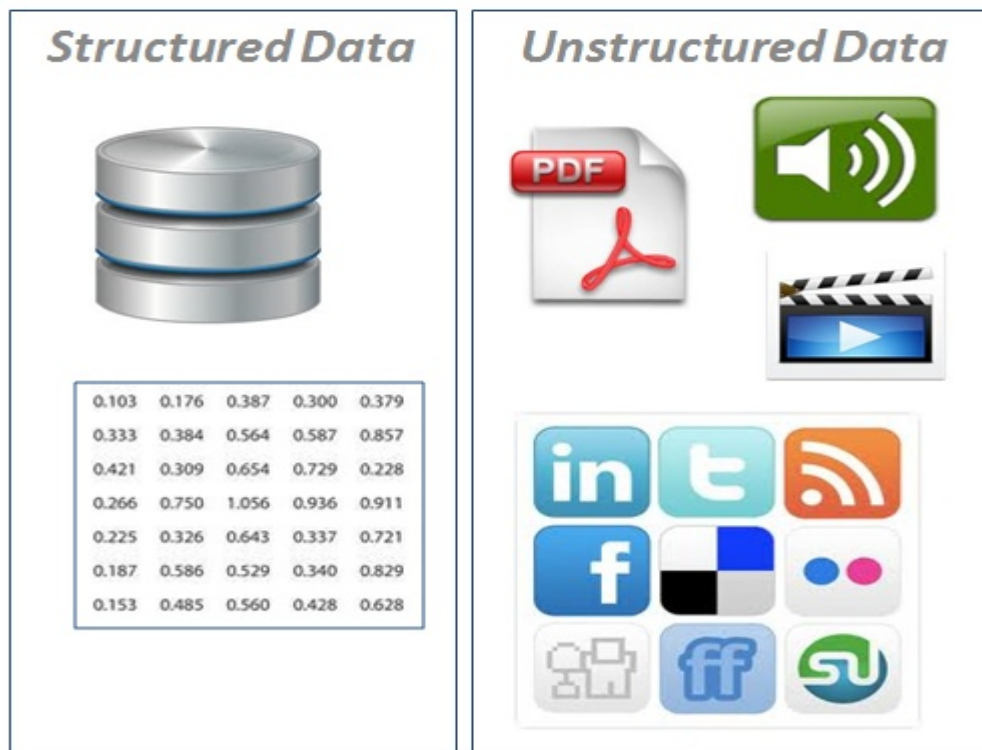 Structured Data
0.103 0.176 0.387 0.300 0.379
0.333 0.384 0.564 0.587 0.857
0.421 0.309 0.654 0.729 0.228
0.266 0.750 1.056 0.936 0.911
0.225 0.326 0.643 0.337 0.721
0.187 0.586 0.529 0.340 0.829
0.153 0.485 0.560 0.428 0.628
Unstructured Data
PDF
in
t
f
ff
su